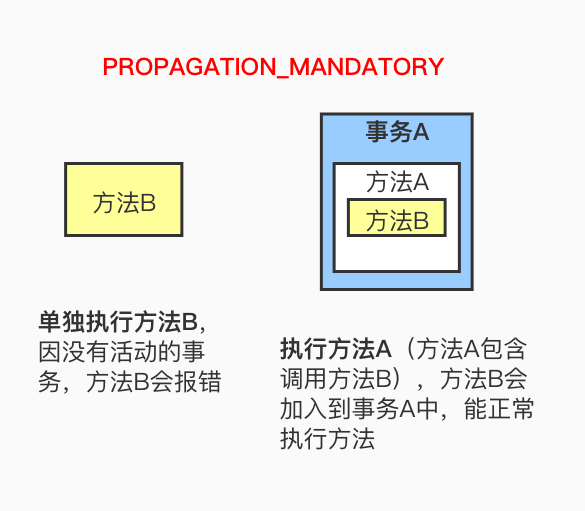 PROPAGATION_MANDATORY
方法B
事务A
方法A
方法B
单独执行方法B，
因没有活动的事
务，方法B会报错
执行方法A（方法A包含
调用方法B），方法B会
加入到事务A中，能正常
执行方法